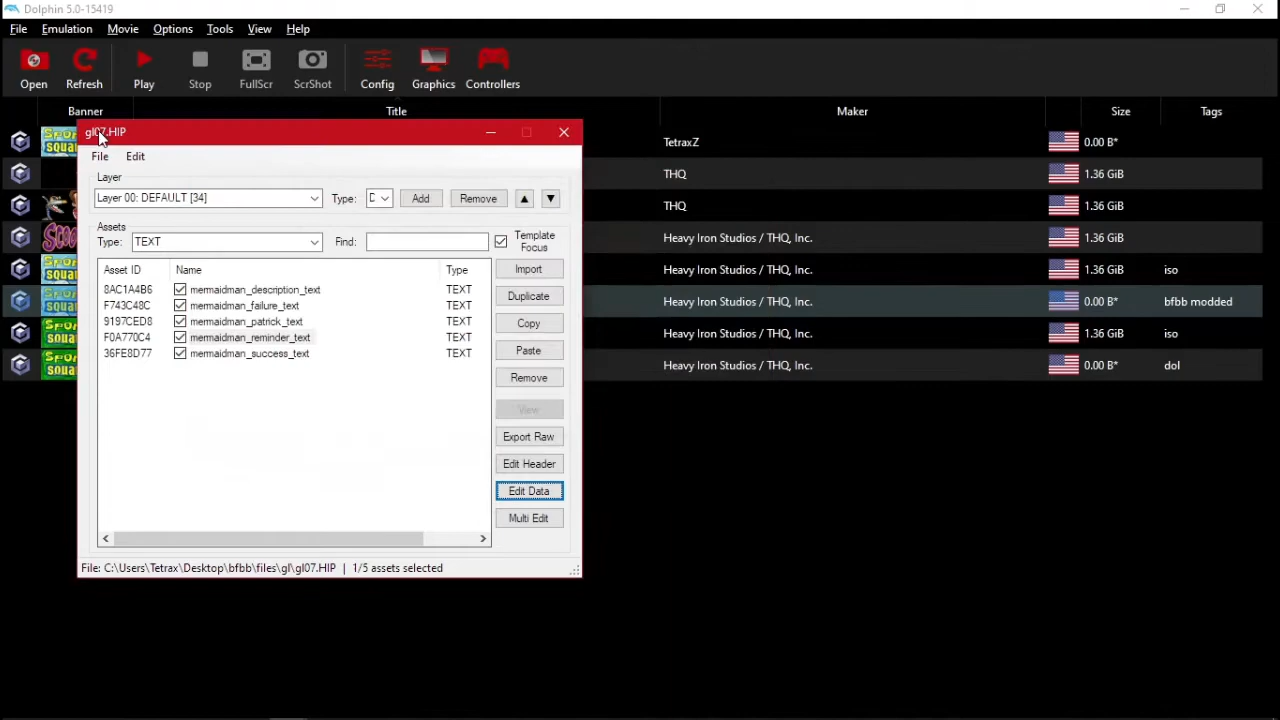 Dolphin 5.0-15419
File Emulation Movie Options Tools View Help
Open Refresh Play Stop FullScr ScrShot Config Graphics Controllers
Banner Title Maker Size Tags
TetraxZ 0.00 B*
THQ 1.36 GiB
THQ 1.36 GiB
Heavy Iron Studios / THQ, Inc. 1.36 GiB
Heavy Iron Studios / THQ, Inc. 1.36 GiB iso
Heavy Iron Studios / THQ, Inc. 0.00 B* bfbb modded
Heavy Iron Studios / THQ, Inc. 1.36 GiB iso
Heavy Iron Studios / THQ, Inc. 0.00 B* dol
gl07.HIP
File Edit
Layer
Layer 00: DEFAULT [34] Type: D Add Remove
Assets
Type: TEXT Find: Template Focus
Asset ID Name Type
8AC1A4B6 mermaidman_description_text TEXT
F743C48C mermaidman_failure_text TEXT
9197CED8 mermaidman_patrick_text TEXT
F0A770C4 mermaidman_reminder_text TEXT
36FE8D77 mermaidman_success_text TEXT
Import
Duplicate
Copy
Paste
Remove
View
Export Raw
Edit Header
Edit Data
Multi Edit
File: C:\Users\Tetrax\Desktop\bfbb\files\gl\gl07.HIP | 1/5 assets selected